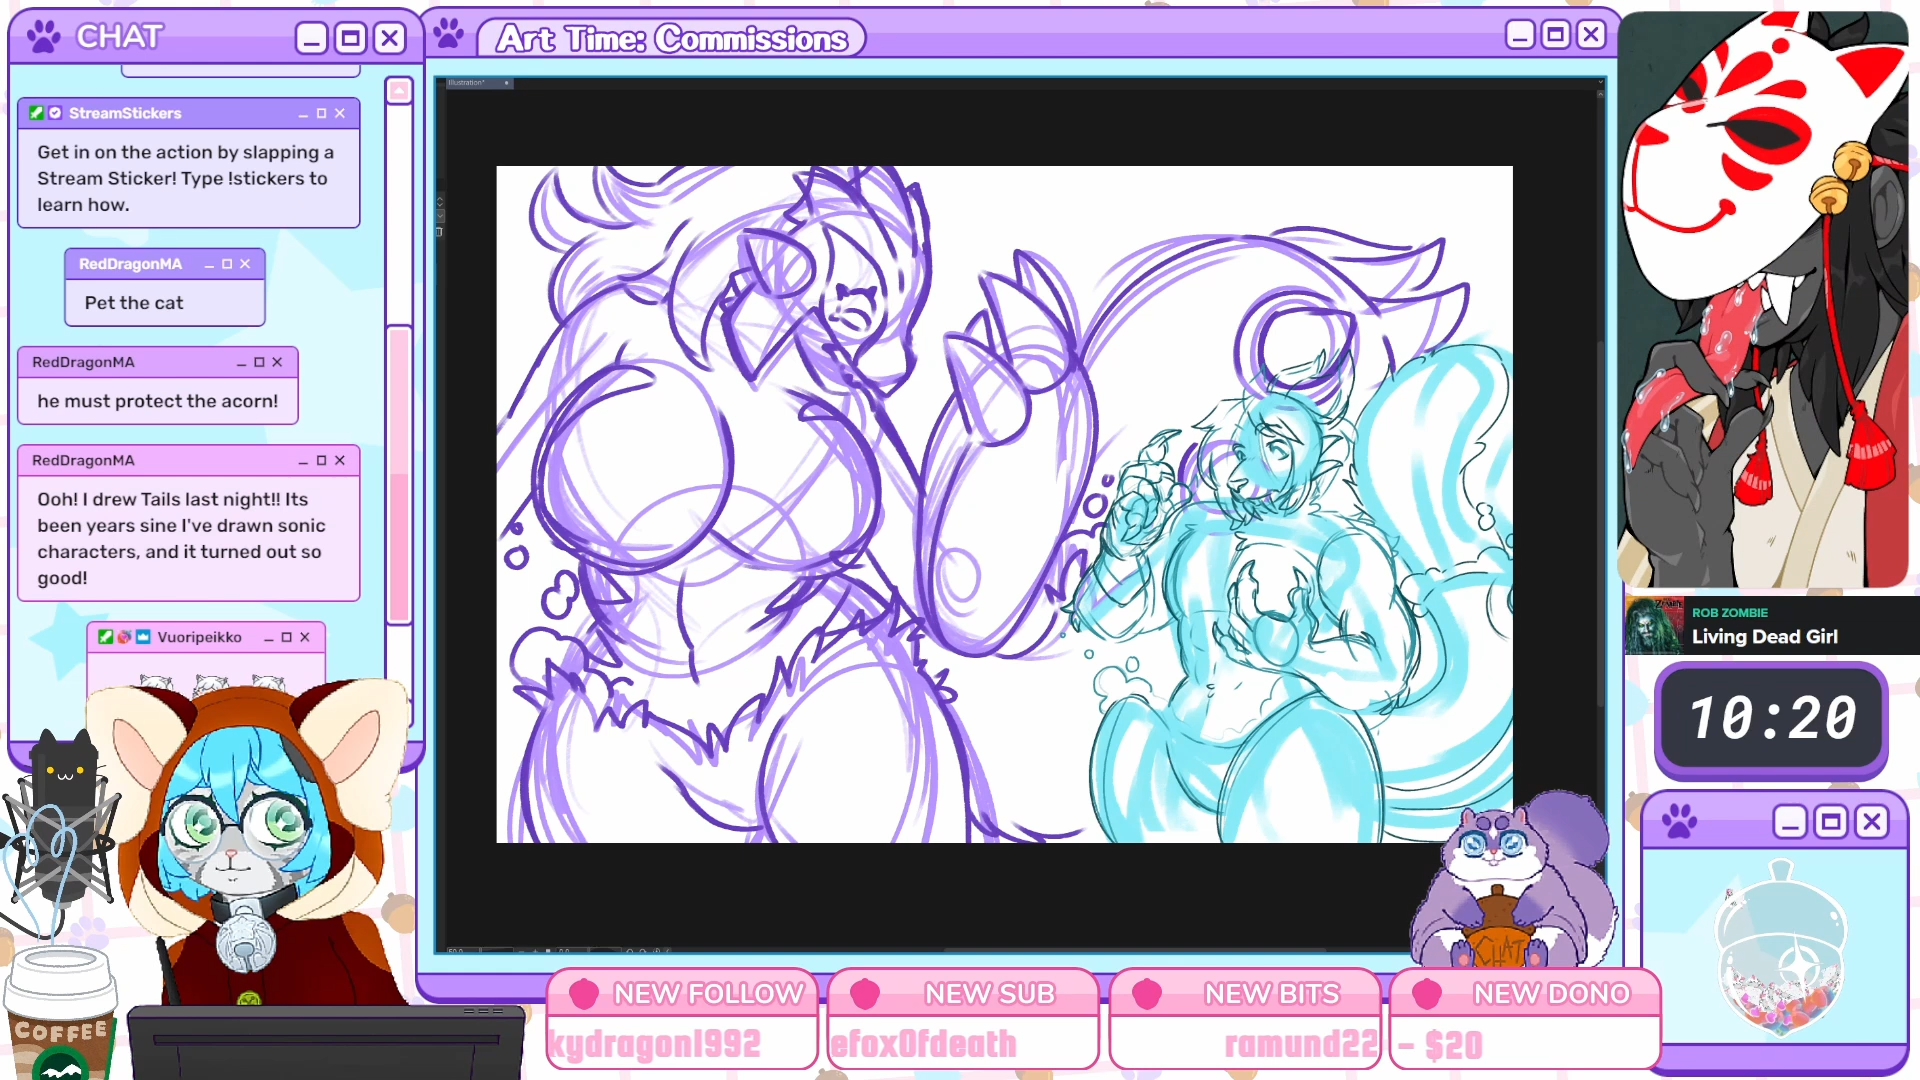 CHAT
Art Time: Commissions
Illustration*
StreamStickers
Get in on the action by slapping a
Stream Sticker! Type !stickers to
learn how.
RedDragonMA
Pet the cat
RedDragonMA
he must protect the acorn!
RedDragonMA
Ooh! I drew Tails last night!! Its
been years sine I've drawn sonic
characters, and it turned out so
good!
Vuoripeikko
ROB ZOMBIE
Living Dead Girl
10:20
CHAT
COFFEE
NEW FOLLOW
kydragon1992
NEW SUB
efox0fdeath
NEW BITS
ramund22
NEW DONO
- $20